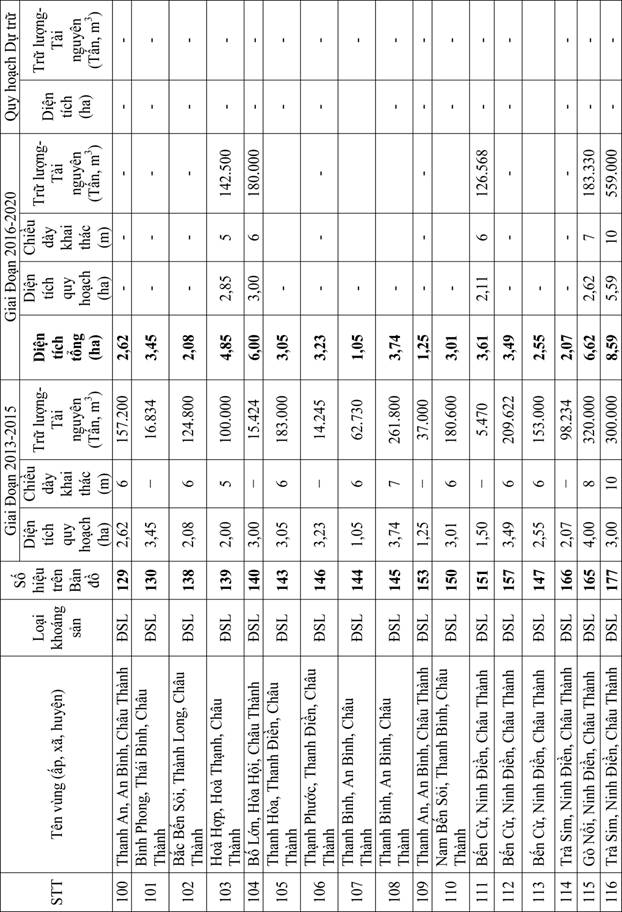 STT Tên vùng (ấp, xã, huyện) Loại khoáng sản Số hiệu trên Bản đồ Giai Đoạn 2013-2015 Diện tích tổng (ha) Giai Đoạn 2016-2020 Quy hoạch Dự trữ
Diện tích quy hoạch (ha) Chiều dày khai thác (m) Trữ lượng- Tài nguyên (Tấn, m³) Diện tích quy hoạch (ha) Chiều dày khai thác (m) Trữ lượng- Tài nguyên (Tấn, m³) Diện tích (ha) Trữ lượng- Tài nguyên (Tấn, m³)
100 Thanh An, An Bình, Châu Thành ĐSL 129 2,62 6 157.200 2,62 - - - - -
101 Bình Phong, Thái Bình, Châu Thành ĐSL 130 3,45 – 16.834 3,45 - - - - -
102 Bắc Bến Sỏi, Thành Long, Châu Thành ĐSL 138 2,08 6 124.800 2,08 - - - - -
103 Hoà Hợp, Hoà Thạnh, Châu Thành ĐSL 139 2,00 5 100.000 4,85 2,85 5 142.500 - -
104 Bố Lớn, Hòa Hội, Châu Thành ĐSL 140 3,00 – 15.424 6,00 3,00 6 180.000 - -
105 Thanh Hòa, Thanh Điền, Châu Thành ĐSL 143 3,05 6 183.000 3,05 - -
106 Thạnh Phước, Thanh Điền, Châu Thành ĐSL 146 3,23 – 14.245 3,23 - - - - -
107 Thanh Bình, An Bình, Châu Thành ĐSL 144 1,05 6 62.730 1,05 - - -
108 Thanh Bình, An Bình, Châu Thành ĐSL 145 3,74 7 261.800 3,74 - - -
109 Thanh An, An Bình, Châu Thành ĐSL 153 1,25 – 37.000 1,25 - - - - -
110 Nam Bến Sỏi, Thanh Bình, Châu Thành ĐSL 150 3,01 6 180.600 3,01 - - -
111 Bến Cừ, Ninh Điền, Châu Thành ĐSL 151 1,50 – 5.470 3,61 2,11 6 126.568 - -
112 Bến Cừ, Ninh Điền, Châu Thành ĐSL 157 3,49 6 209.622 3,49 - - - - -
113 Bến Cừ, Ninh Điền, Châu Thành ĐSL 147 2,55 6 153.000 2,55 -
114 Trà Sim, Ninh Điền, Châu Thành ĐSL 166 2,07 – 98.234 2,07 - - - - -
115 Gò Nổi, Ninh Điền, Châu Thành ĐSL 165 4,00 8 320.000 6,62 2,62 7 183.330 - -
116 Trà Sim, Ninh Điền, Châu Thành ĐSL 177 3,00 10 300.000 8,59 5,59 10 559.000 - -